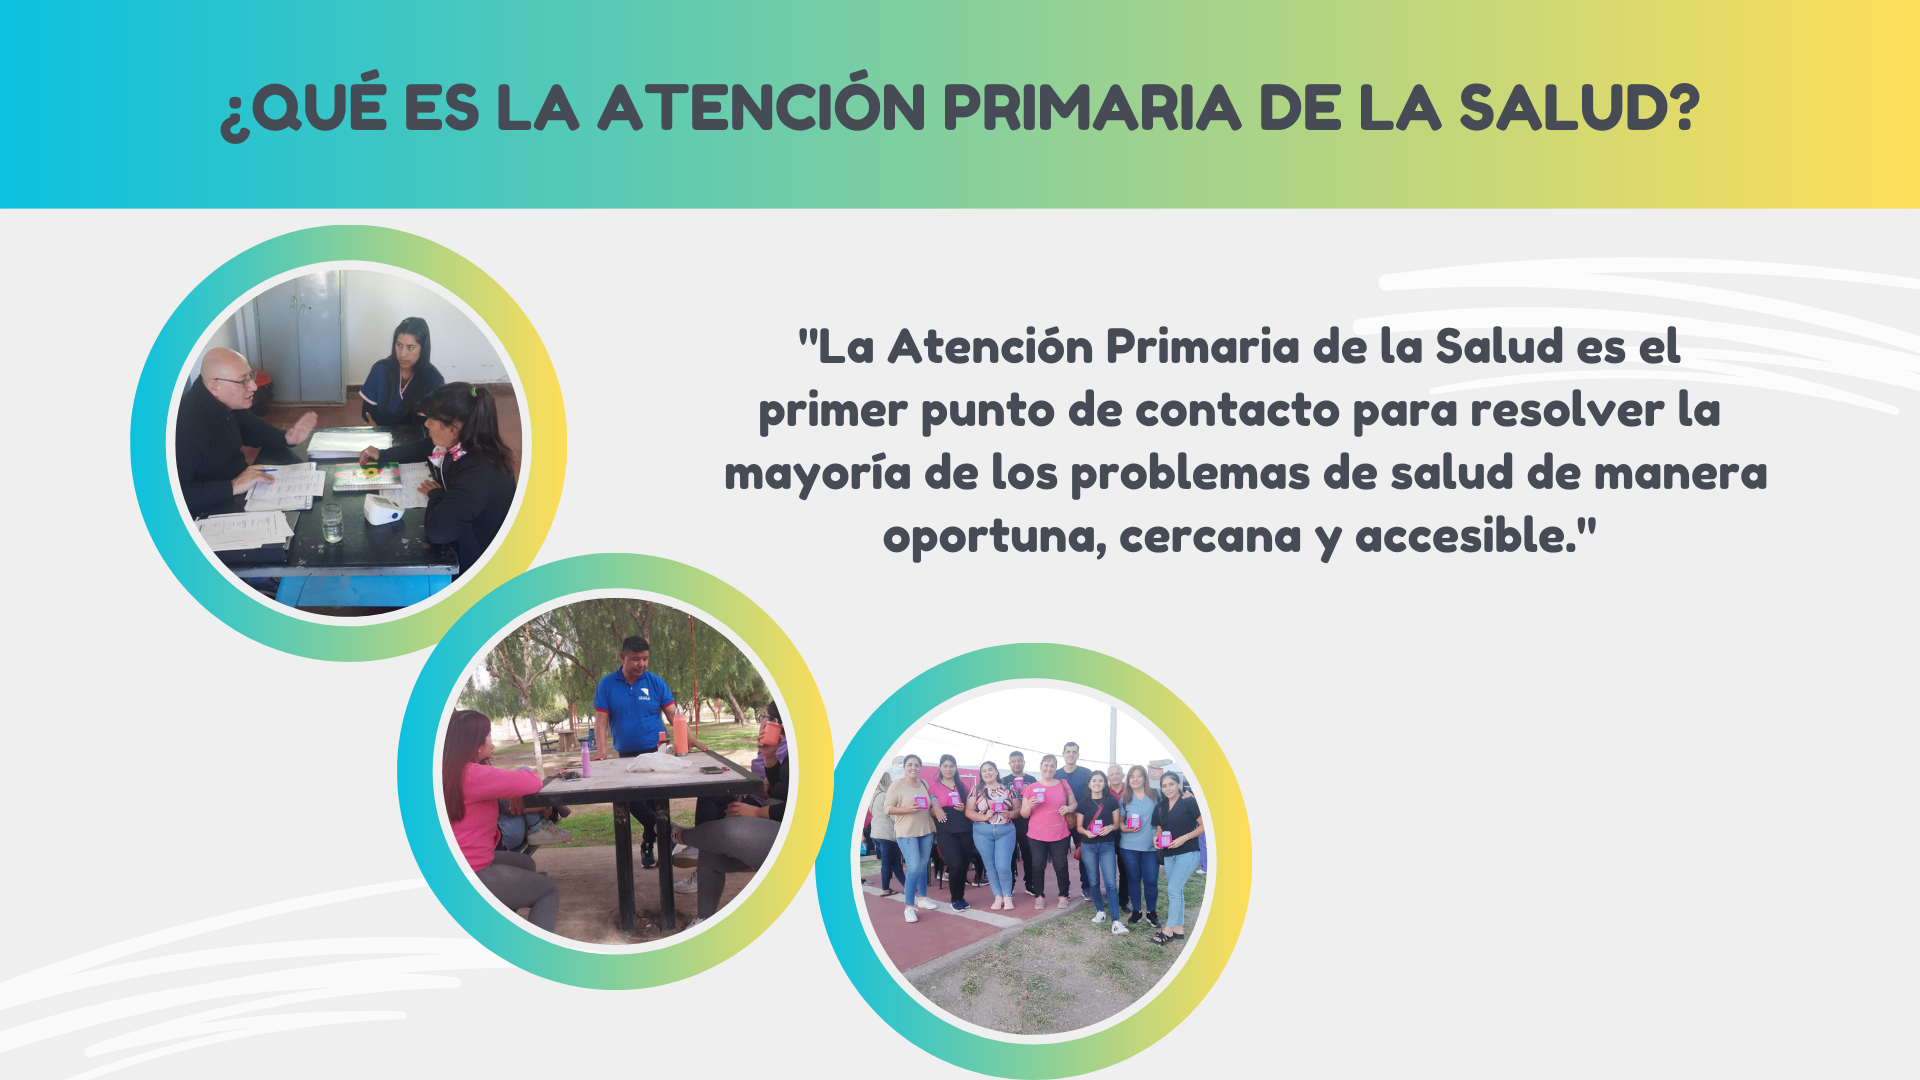 ¿QUÉ ES LA ATENCIÓN PRIMARIA DE LA SALUD?
"La Atención Primaria de la Salud es el
primer punto de contacto para resolver la
mayoría de los problemas de salud de manera
oportuna, cercana y accesible."